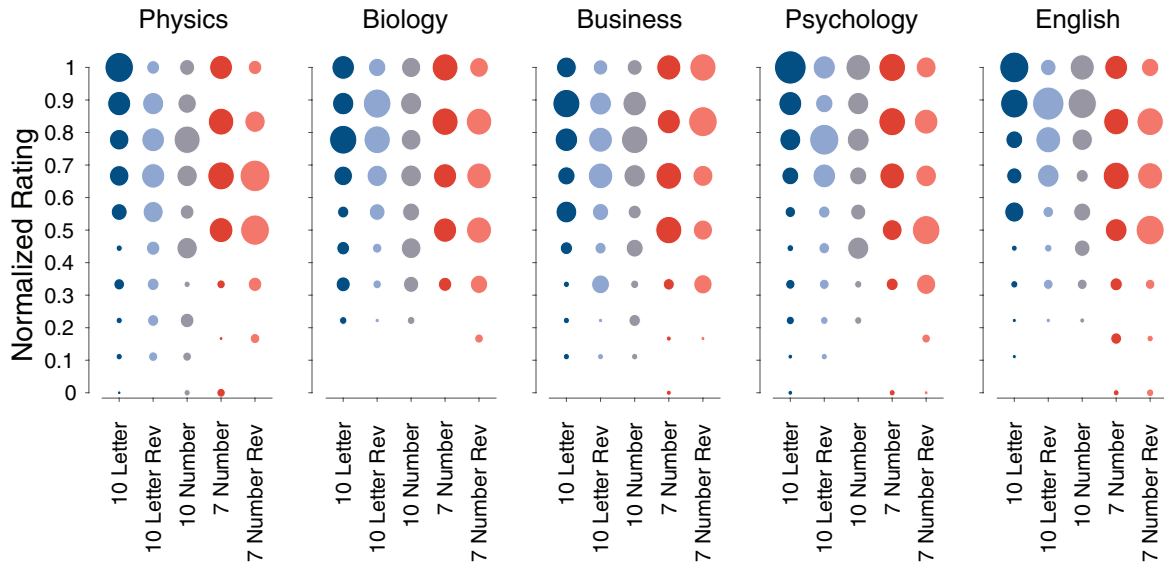 Physics
Biology
Business
Psychology
English
Normalized Rating
1
0.9
0.8
0.7
0.6
0.5
0.4
0.3
0.2
0.1
0
10 Letter
10 Letter Rev
10 Number
7 Number
7 Number Rev
10 Letter
10 Letter Rev
10 Number
7 Number
7 Number Rev
10 Letter
10 Letter Rev
10 Number
7 Number
7 Number Rev
10 Letter
10 Letter Rev
10 Number
7 Number
7 Number Rev
10 Letter
10 Letter Rev
10 Number
7 Number
7 Number Rev